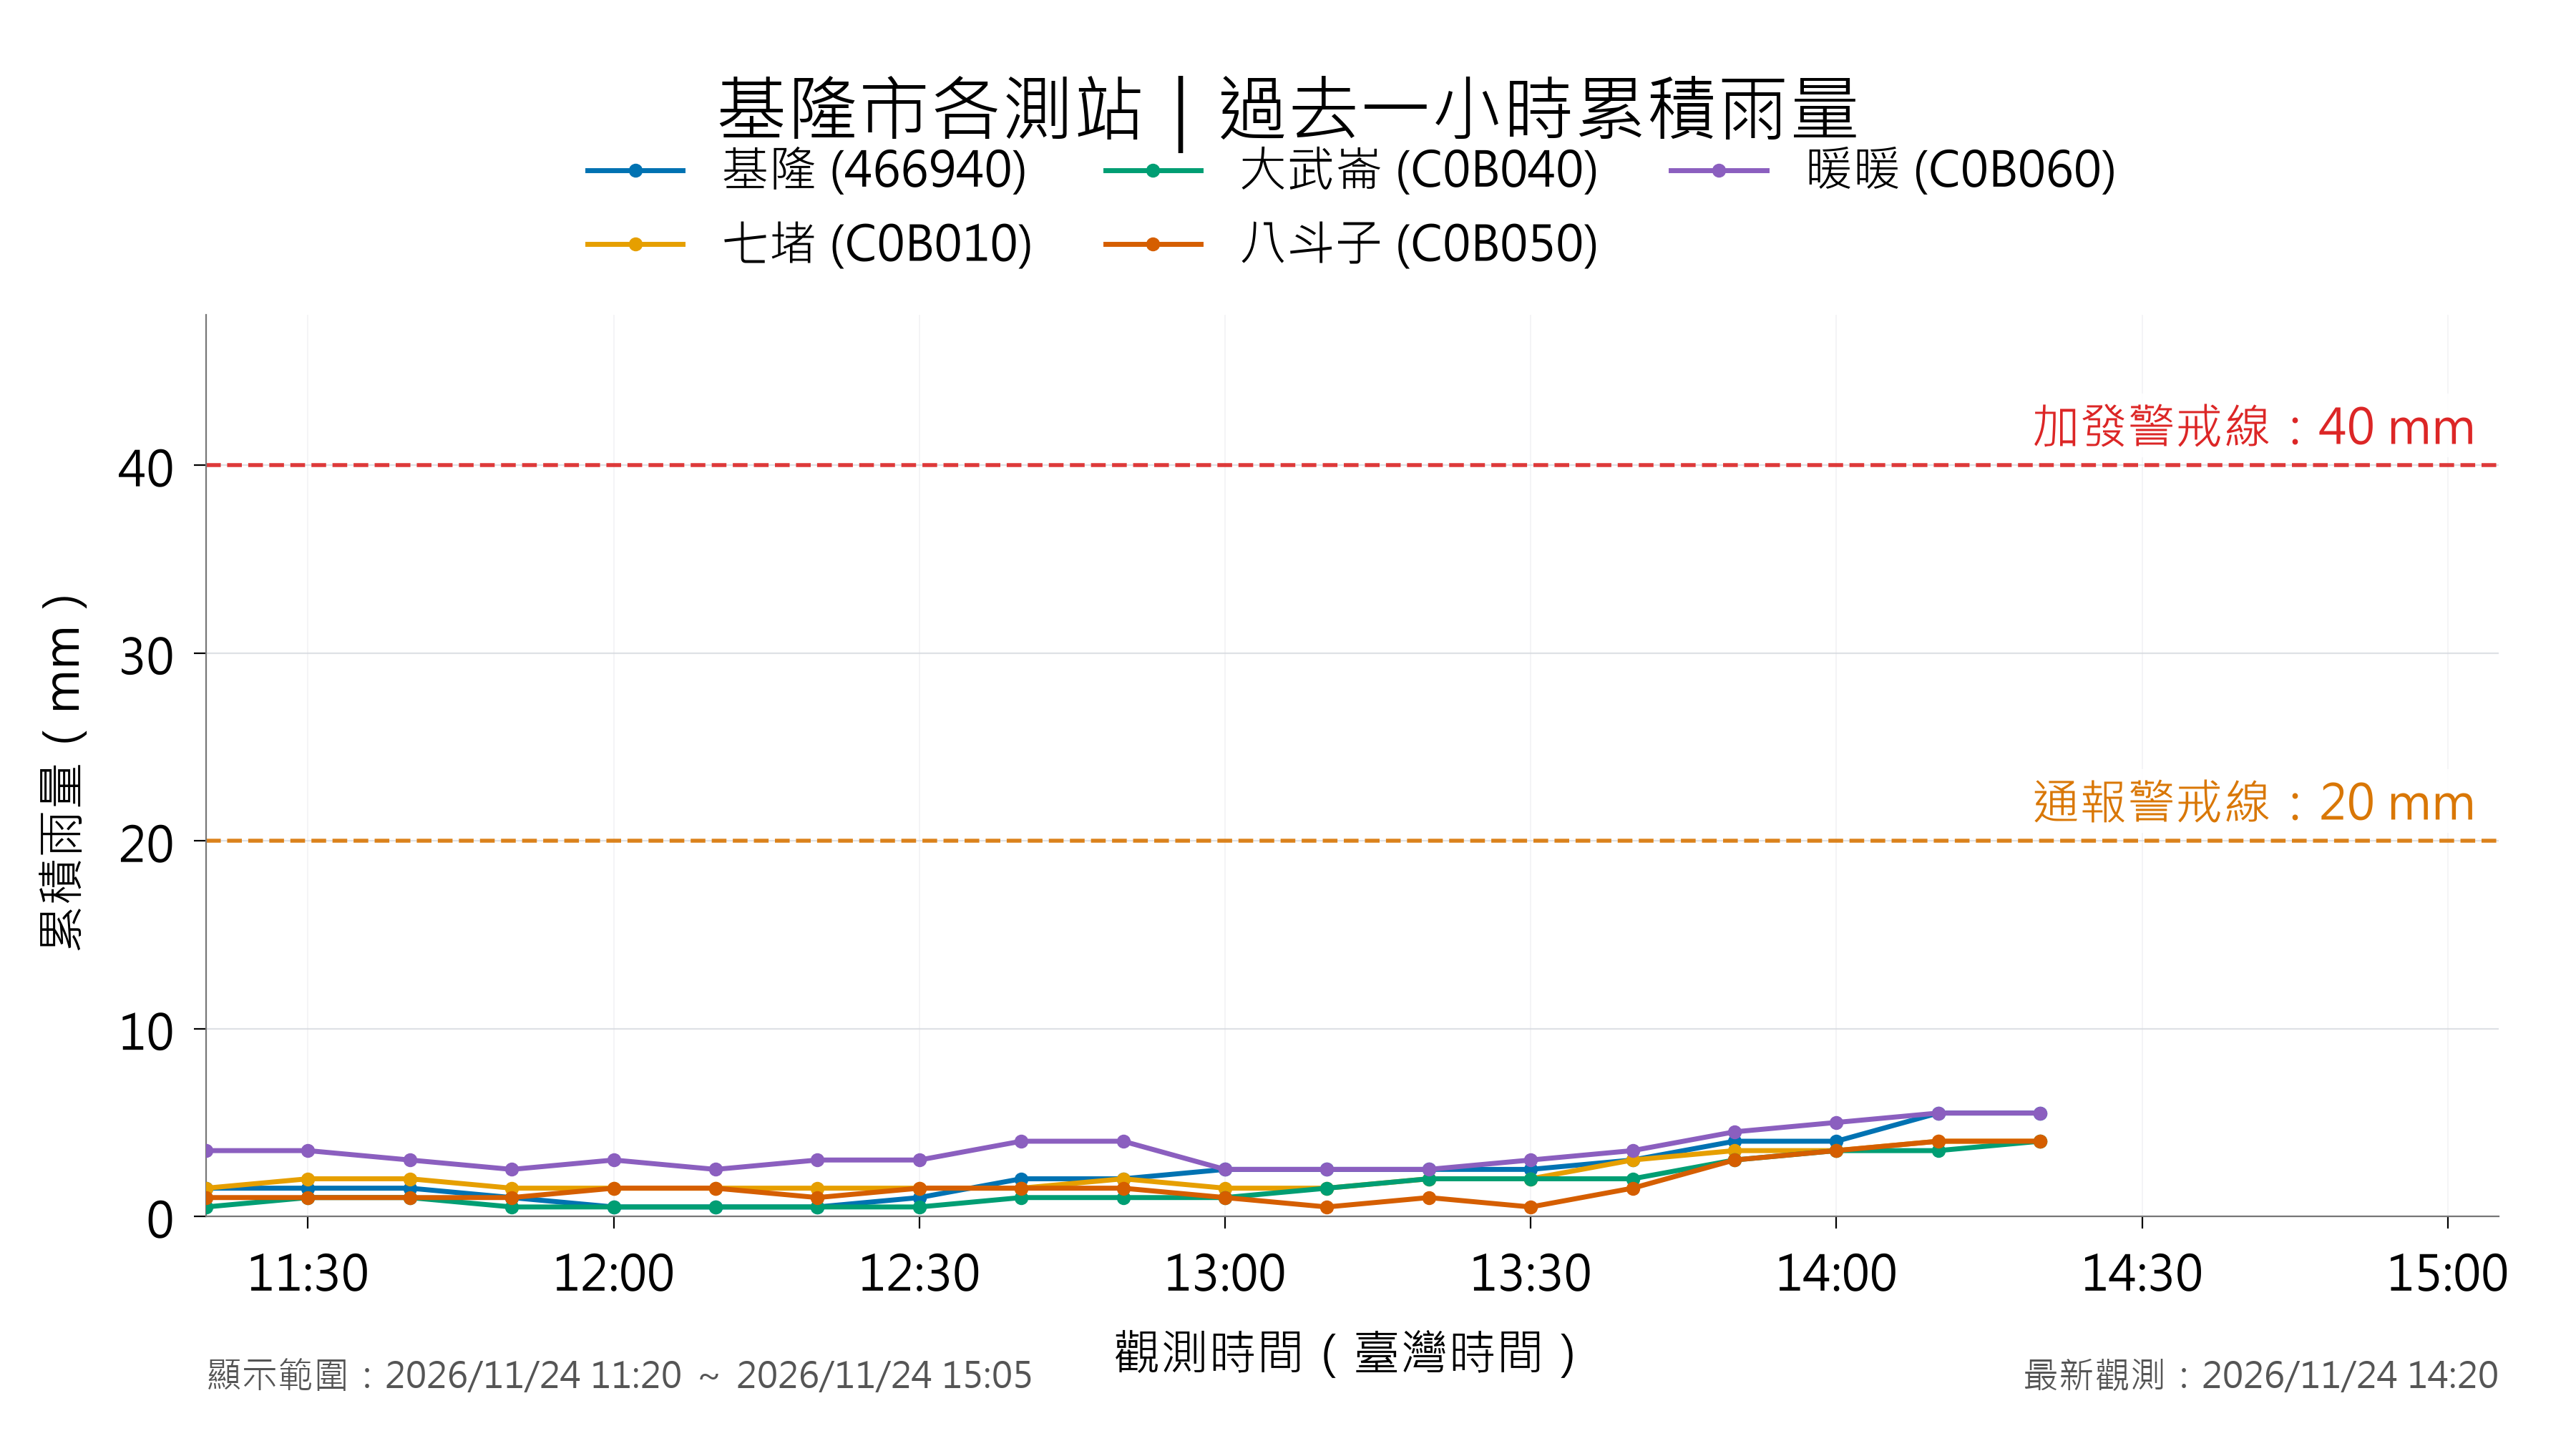 基隆市各測站｜過去一小時累積雨量
基隆 (466940)
大武崙 (C0B040)
暖暖 (C0B060)
七堵 (C0B010)
八斗子 (C0B050)
累積雨量（mm）
40
30
20
10
0
加發警戒線：40 mm
通報警戒線：20 mm
11:30
12:00
12:30
13:00
13:30
14:00
14:30
15:00
觀測時間（臺灣時間）
顯示範圍：2026/11/24 11:20 ~ 2026/11/24 15:05
最新觀測：2026/11/24 14:20